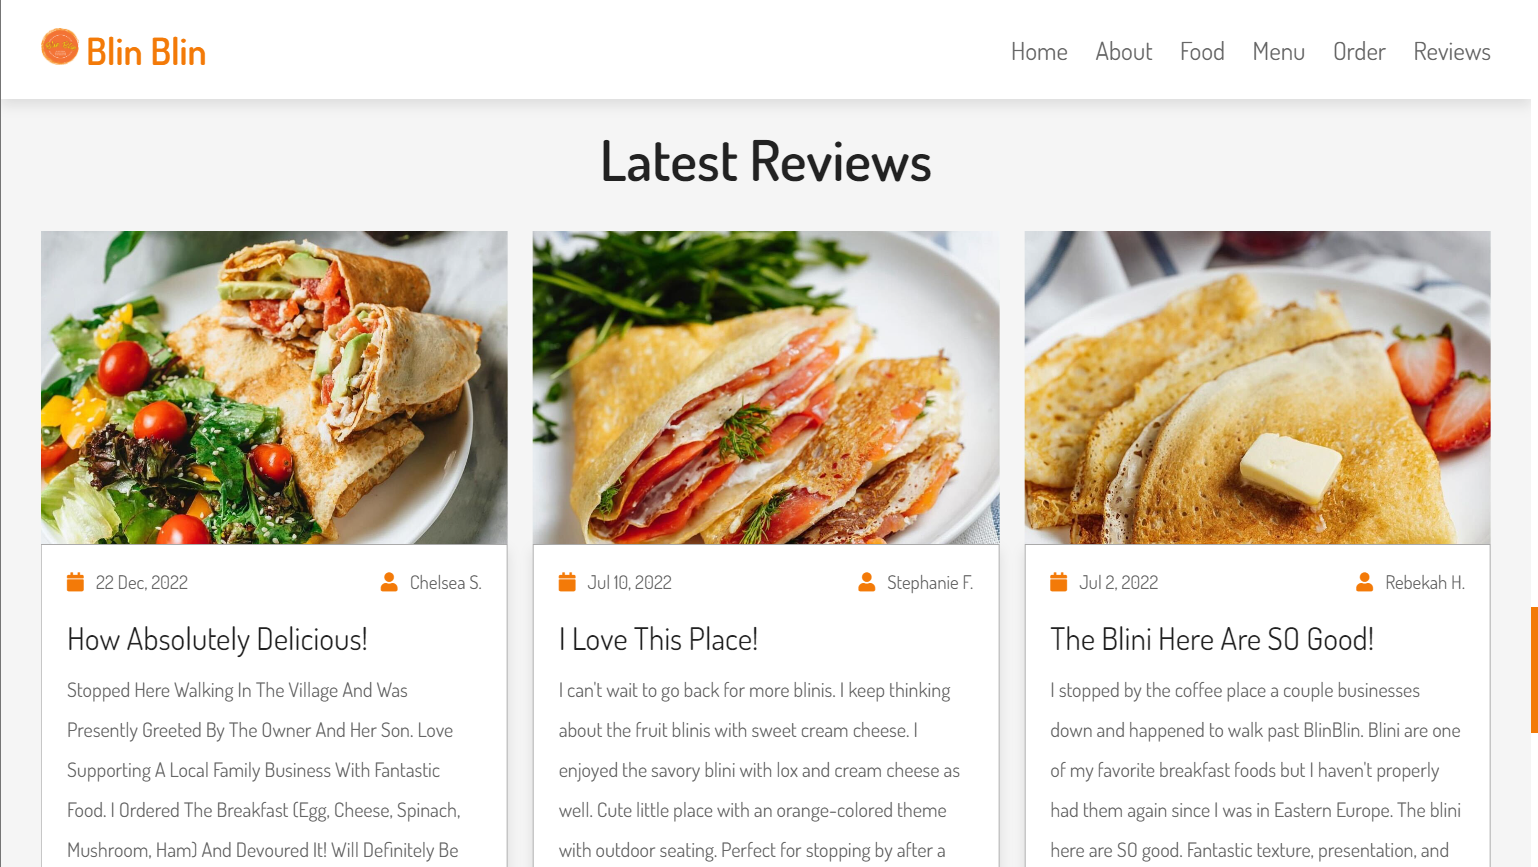 Blin Blin
Home About Food Menu Order Reviews
Latest Reviews
22 Dec, 2022 Chelsea S.
How Absolutely Delicious!
Stopped Here Walking In The Village And Was
Presently Greeted By The Owner And Her Son. Love
Supporting A Local Family Business With Fantastic
Food. I Ordered The Breakfast (Egg, Cheese, Spinach,
Mushroom, Ham) And Devoured It! Will Definitely Be
Jul 10, 2022 Stephanie F.
I Love This Place!
I can't wait to go back for more blinis. I keep thinking
about the fruit blinis with sweet cream cheese. I
enjoyed the savory blini with lox and cream cheese as
well. Cute little place with an orange-colored theme
with outdoor seating. Perfect for stopping by after a
Jul 2, 2022 Rebekah H.
The Blini Here Are SO Good!
I stopped by the coffee place a couple businesses
down and happened to walk past BlinBlin. Blini are one
of my favorite breakfast foods but I haven't properly
had them again since I was in Eastern Europe. The blini
here are SO good. Fantastic texture, presentation, and